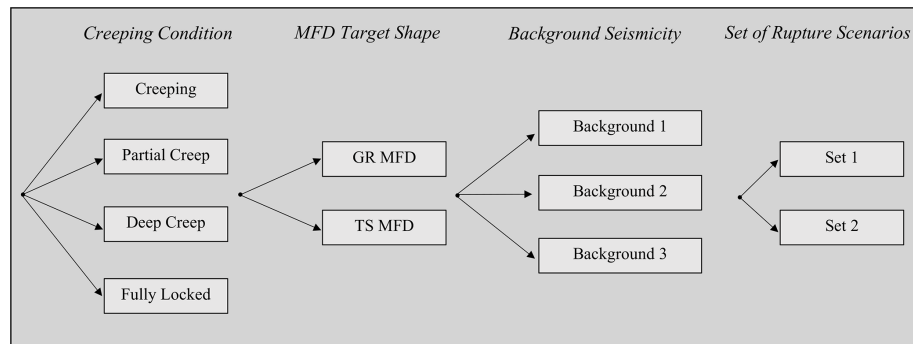 Creeping Condition
MFD Target Shape
Background Seismicity
Set of Rupture Scenarios
Creeping
Partial Creep
Deep Creep
Fully Locked
GR MFD
TS MFD
Background 1
Background 2
Background 3
Set 1
Set 2